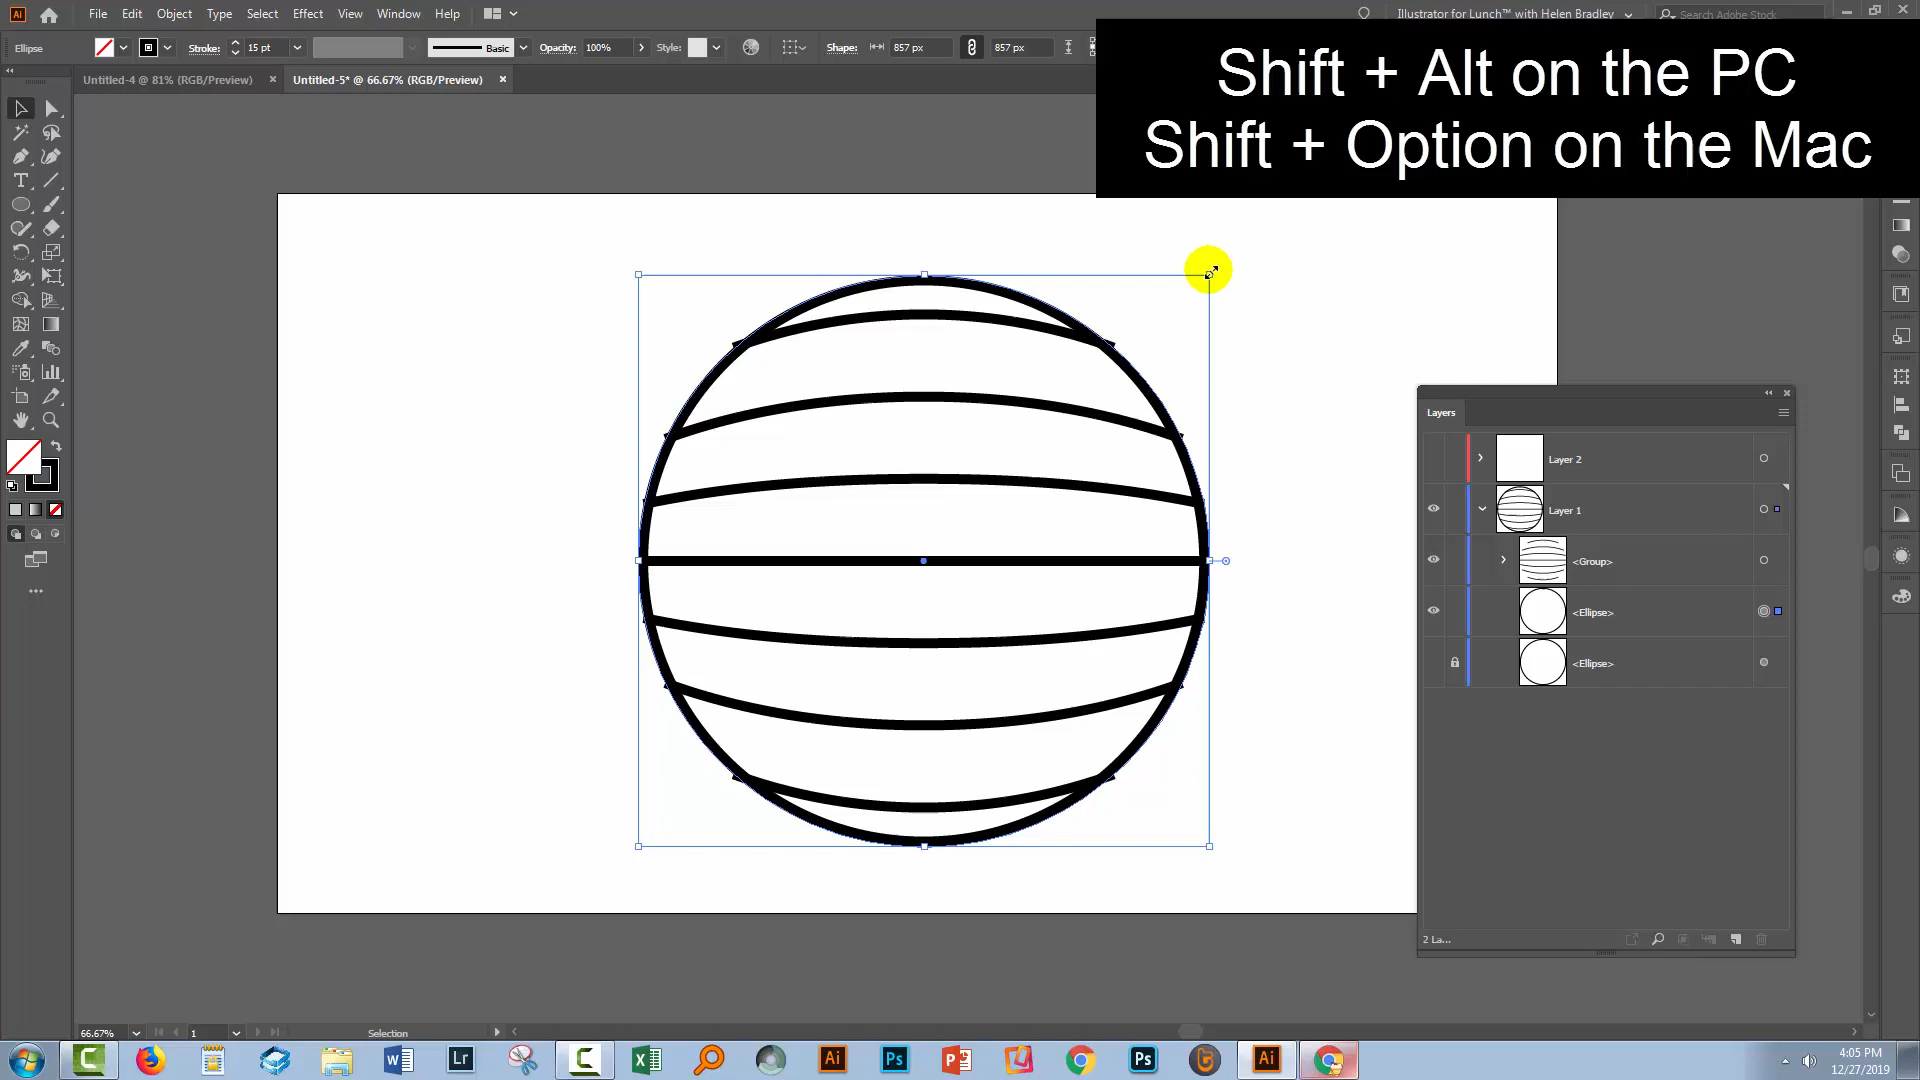 File Edit Object Type Select Effect View Window Help
Illustrator for Lunch™ with Helen Bradley
Search Adobe Stock
Ellipse
Stroke: 15 pt
Basic
Opacity: 100%
Style:
Shape: 857 px 857 px
Shift + Alt on the PC
Shift + Option on the Mac
Untitled-4 @ 81% (RGB/Preview) × Untitled-5* @ 66.67% (RGB/Preview) ×
Layers
Layer 2
Layer 1
<Group>
<Ellipse>
<Ellipse>
2 La...
66.67% 1 Selection
4:05 PM
12/27/2019